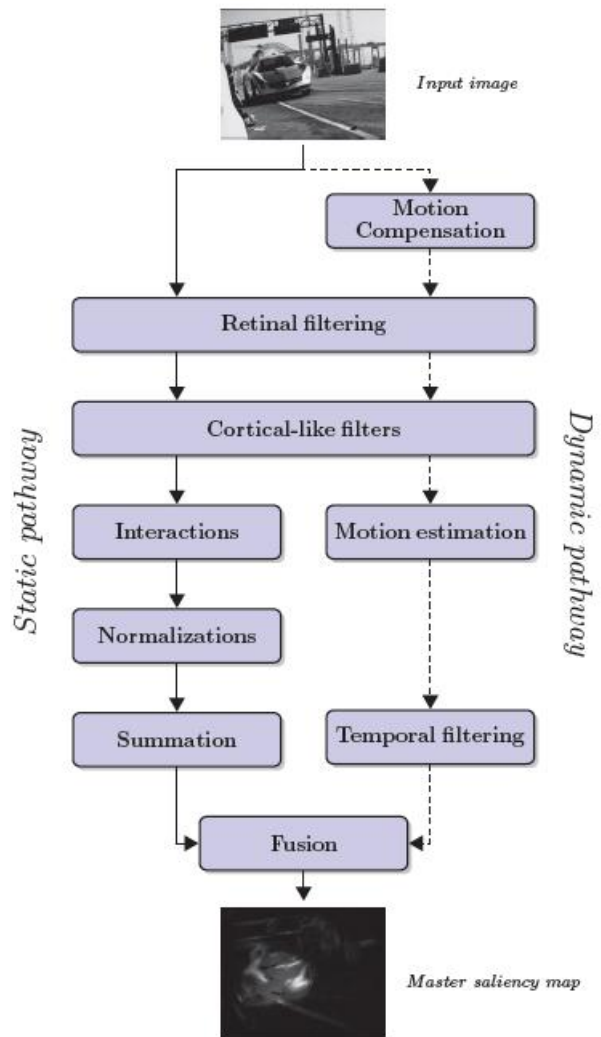 Input image
Motion
Compensation
Retinal filtering
Cortical-like filters
Static pathway
Dynamic pathway
Interactions
Motion estimation
Normalizations
Summation
Temporal filtering
Fusion
Master saliency map